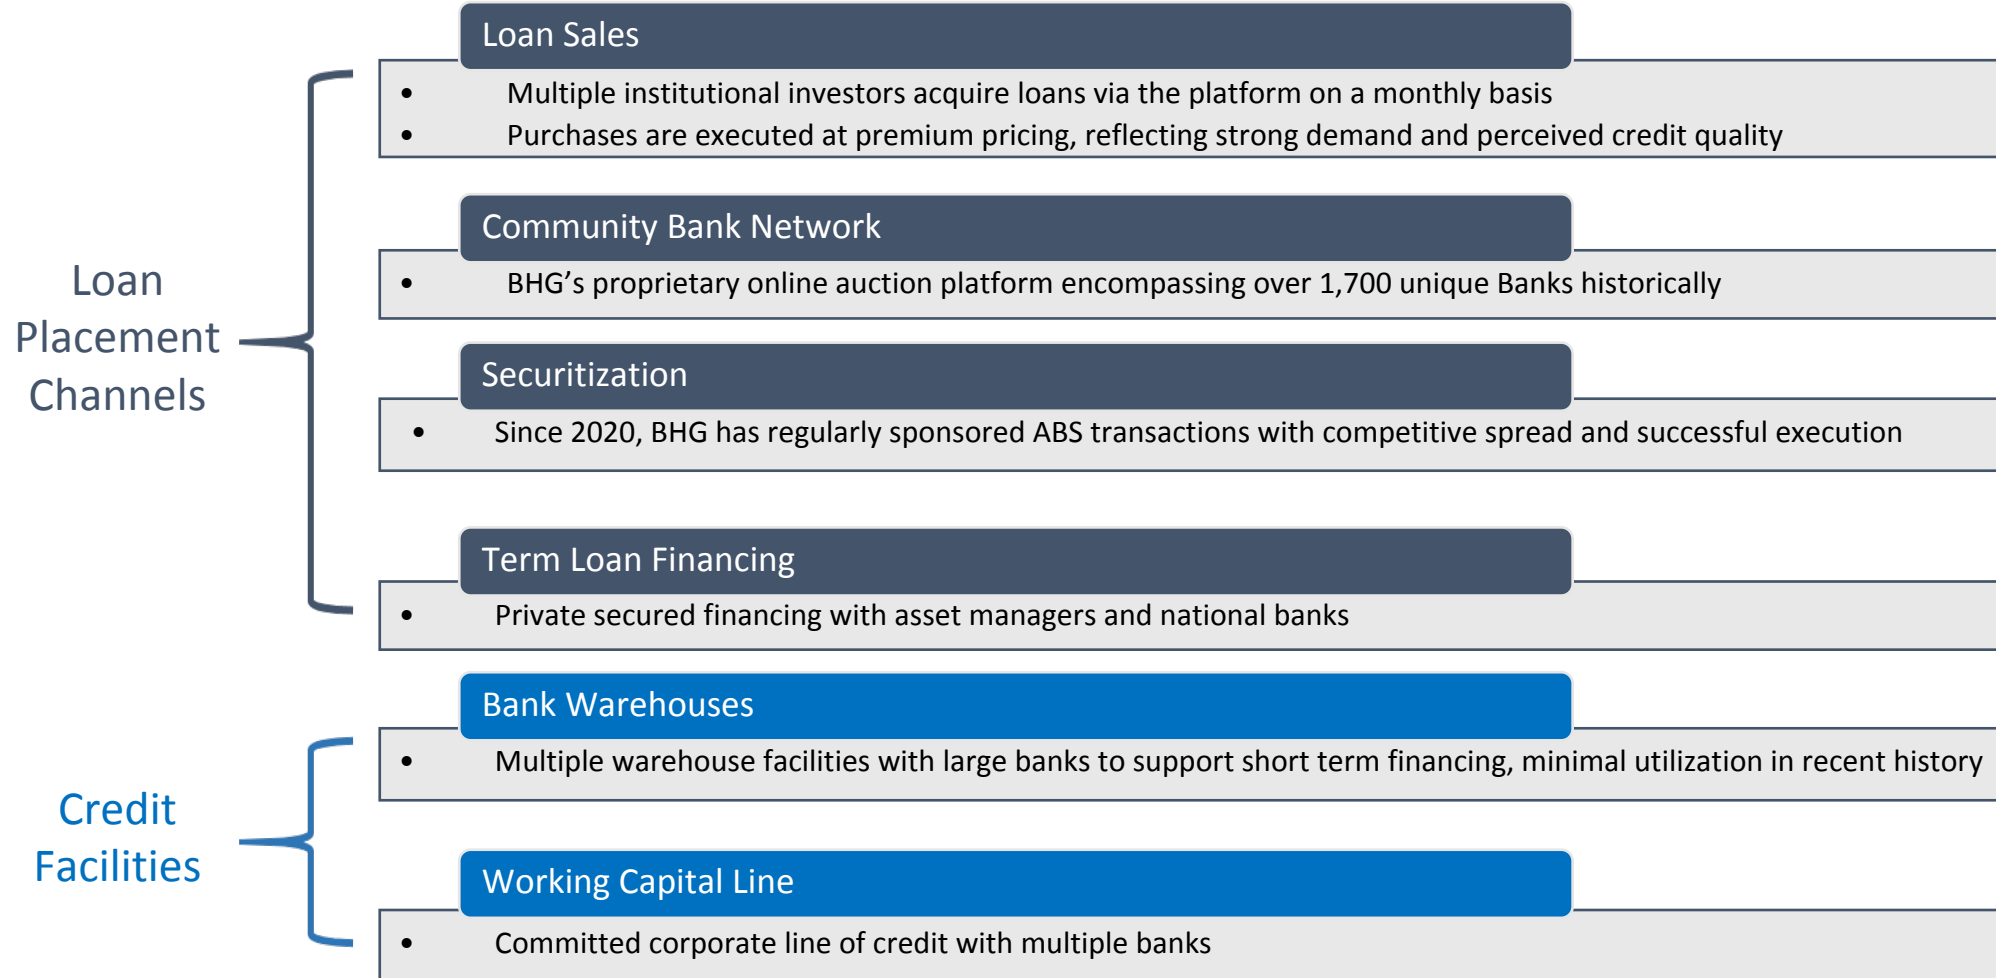 Loan Placement Channels
Loan Sales
• Multiple institutional investors acquire loans via the platform on a monthly basis
• Purchases are executed at premium pricing, reflecting strong demand and perceived credit quality
Community Bank Network
• BHG’s proprietary online auction platform encompassing over 1,700 unique Banks historically
Securitization
• Since 2020, BHG has regularly sponsored ABS transactions with competitive spread and successful execution
Term Loan Financing
• Private secured financing with asset managers and national banks
Credit Facilities
Bank Warehouses
• Multiple warehouse facilities with large banks to support short term financing, minimal utilization in recent history
Working Capital Line
• Committed corporate line of credit with multiple banks